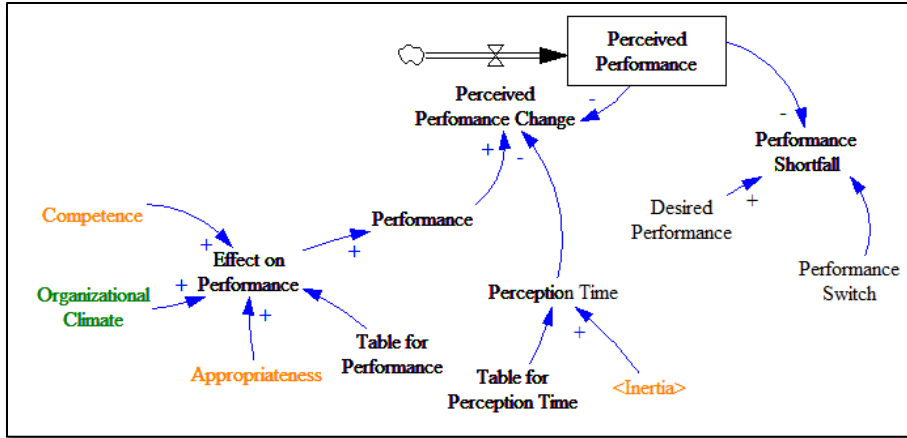 Perceived
Performance
Perceived
Perfomance Change
-
-
+
-
Performance
Shortfall
Desired
Performance
+
Competence
Performance
+
+
Effect on
Performance
Organizational
Climate
+
+
Perception Time
+
Performance
Switch
Table for
Performance
Appropriateness
Table for
Perception Time
<Inertia>